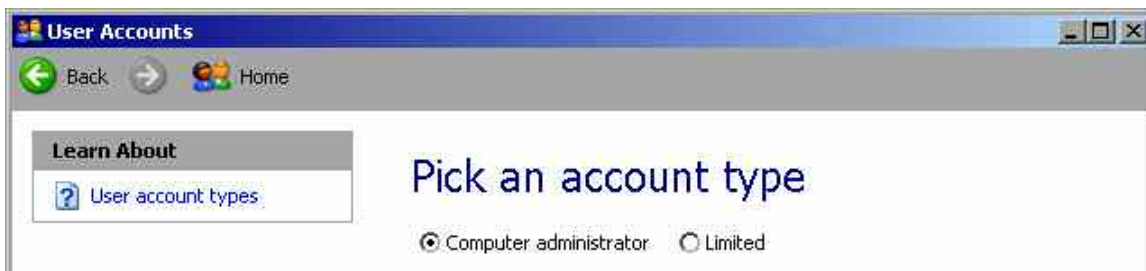 User Accounts
Back Home
Learn About
User account types
Pick an account type
Computer administrator Limited